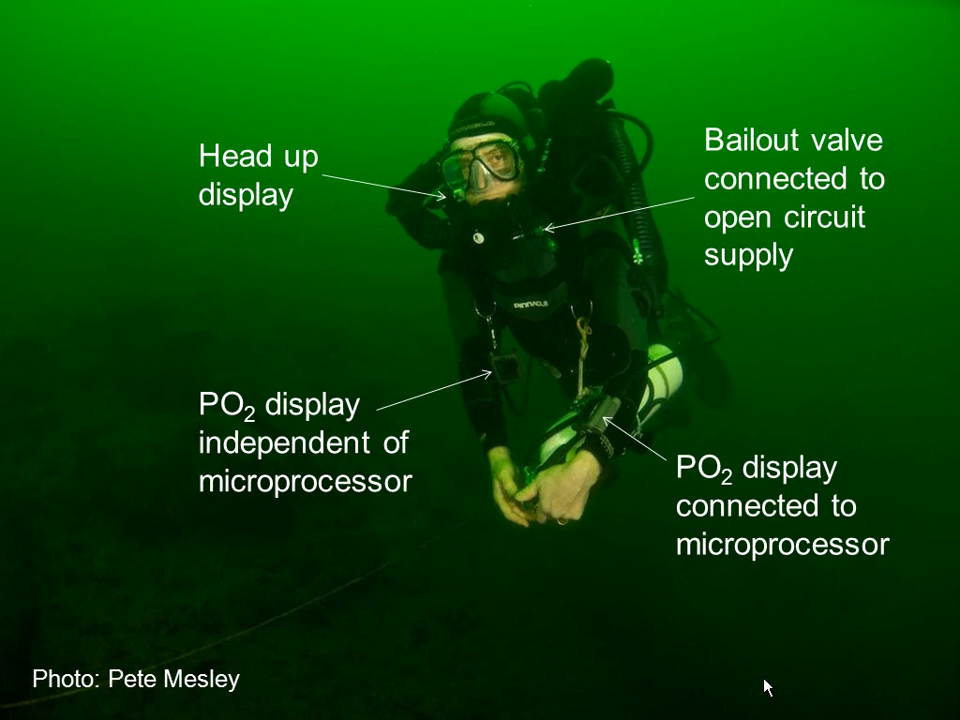 Head up
display
Bailout valve
connected to
open circuit
supply
PO₂ display
independent of
microprocessor
PO₂ display
connected to
microprocessor
Photo: Pete Mesley